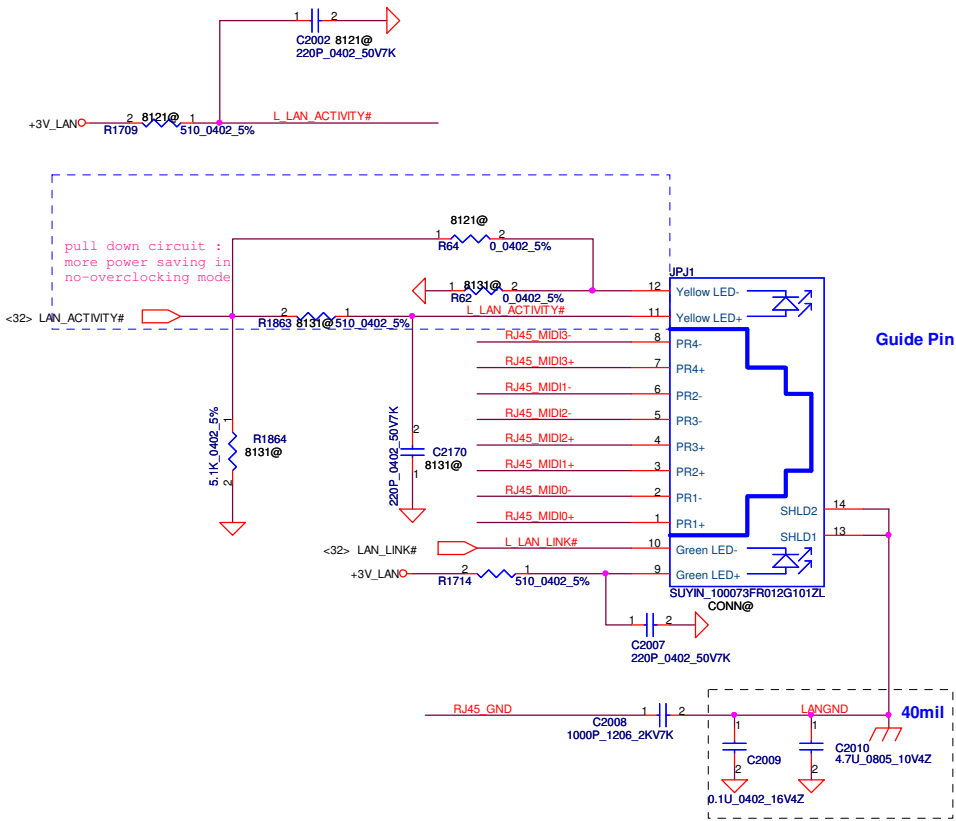 1 2
C2002 8121@
220P_0402_50V7K
+3V_LAN 2 8121@ 1 L_LAN_ACTIVITY#
R1709 510_0402_5%
pull down circuit :
more power saving in
no-overclocking mode
8121@
1 2
R64 0_0402_5%
JPJ1
1 8131@ 2 12 Yellow LED-
R62 0_0402_5%
<32> LAN_ACTIVITY# 2 1 L_LAN_ACTIVITY# 11 Yellow LED+
R1863 8131@ 510_0402_5%
Guide Pin
RJ45_MIDI3- 8 PR4-
RJ45_MIDI3+ 7 PR4+
RJ45_MIDI1- 6 PR2-
RJ45_MIDI2- 5 PR3-
RJ45_MIDI2+ 4 PR3+
RJ45_MIDI1+ 3 PR2+
RJ45_MIDI0- 2 PR1-
RJ45_MIDI0+ 1 PR1+
5.1K_0402_5%
1
R1864
8131@
2
220P_0402_50V7K
2
C2170
8131@
1
SHLD2 14
SHLD1 13
<32> LAN_LINK# L_LAN_LINK# 10 Green LED-
+3V_LAN 2 1 9 Green LED+
R1714 510_0402_5%
SUYIN_100073FR012G101ZL
CONN@
1 2
C2007
220P_0402_50V7K
RJ45_GND 1 2 LANGND 40mil
C2008
1000P_1206_2KV7K
1 1
C2009
C2010
4.7U_0805_10V4Z
2 2
0.1U_0402_16V4Z